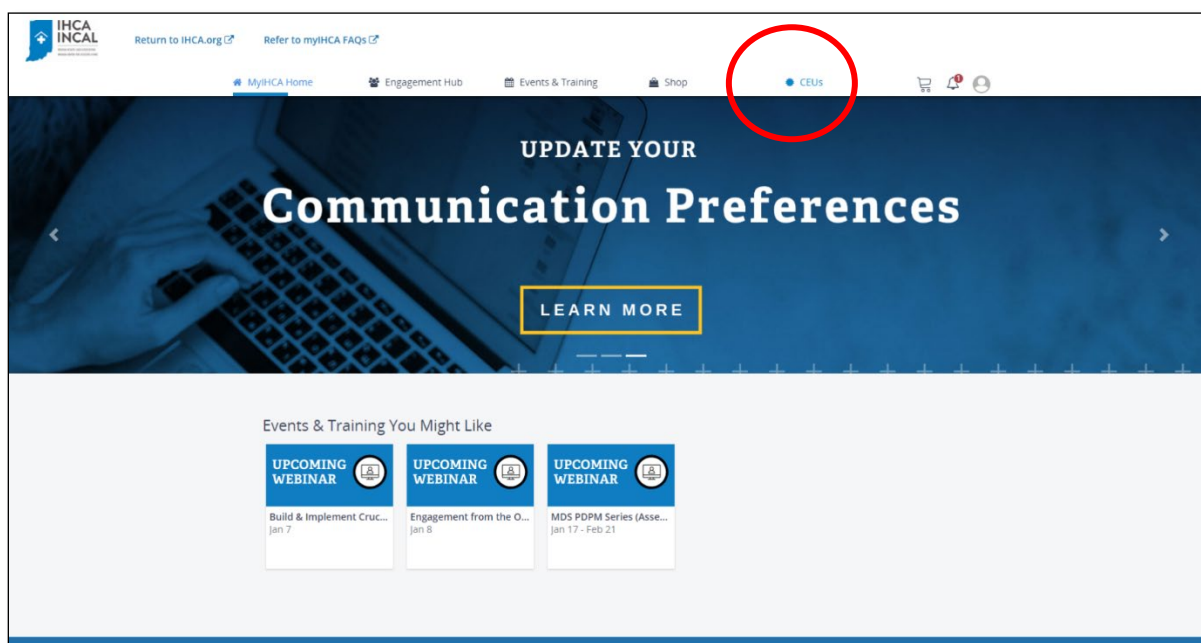 IHCA
INCAL
Return to IHCA.org
Refer to myIHCA FAQs
MyIHCA Home
Engagement Hub
Events & Training
Shop
CEUs
UPDATE YOUR
Communication Preferences
LEARN MORE
Events & Training You Might Like
UPCOMING
WEBINAR
Build & Implement Cruc...
Jan 7
UPCOMING
WEBINAR
Engagement from the O...
Jan 8
UPCOMING
WEBINAR
MDS PDPM Series (Asse...
Jan 17 - Feb 21